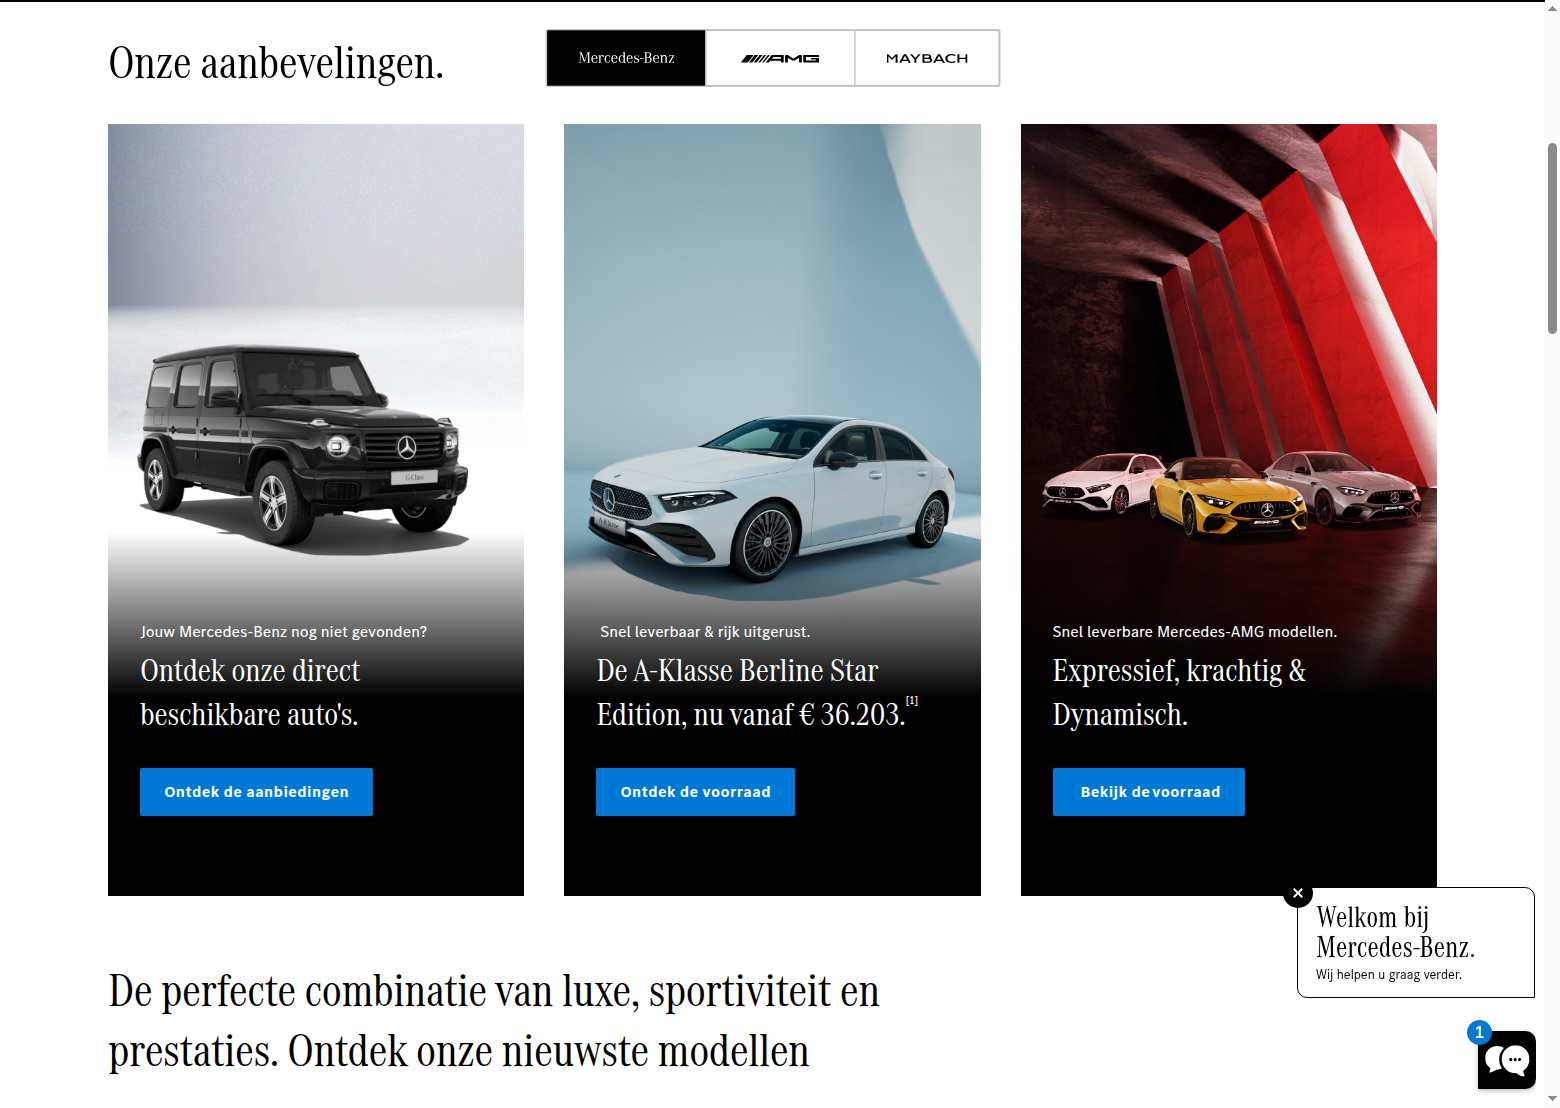 Onze aanbevelingen.
Mercedes-Benz
AMG
MAYBACH
G-Class
Jouw Mercedes-Benz nog niet gevonden?
Ontdek onze direct
beschikbare auto's.
Ontdek de aanbiedingen
A-Klasse
Snel leverbaar & rijk uitgerust.
De A-Klasse Berline Star
Edition, nu vanaf € 36.203.[1]
Ontdek de voorraad
AMG
Snel leverbare Mercedes-AMG modellen.
Expressief, krachtig &
Dynamisch.
Bekijk de voorraad
Welkom bij
Mercedes-Benz.
Wij helpen u graag verder.
De perfecte combinatie van luxe, sportiviteit en
prestaties. Ontdek onze nieuwste modellen
1